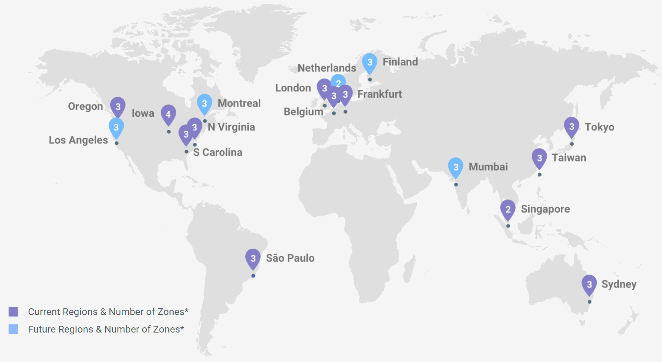 Netherlands
3
Finland
London
3
2
3
3
Frankfurt
Belgium
Oregon
3
Iowa
4
3
Montreal
Los Angeles
3
3
3
N Virginia
S Carolina
3
Tokyo
3
Taiwan
3
Mumbai
2
Singapore
3
São Paulo
3
Sydney
Current Regions & Number of Zones*
Future Regions & Number of Zones*